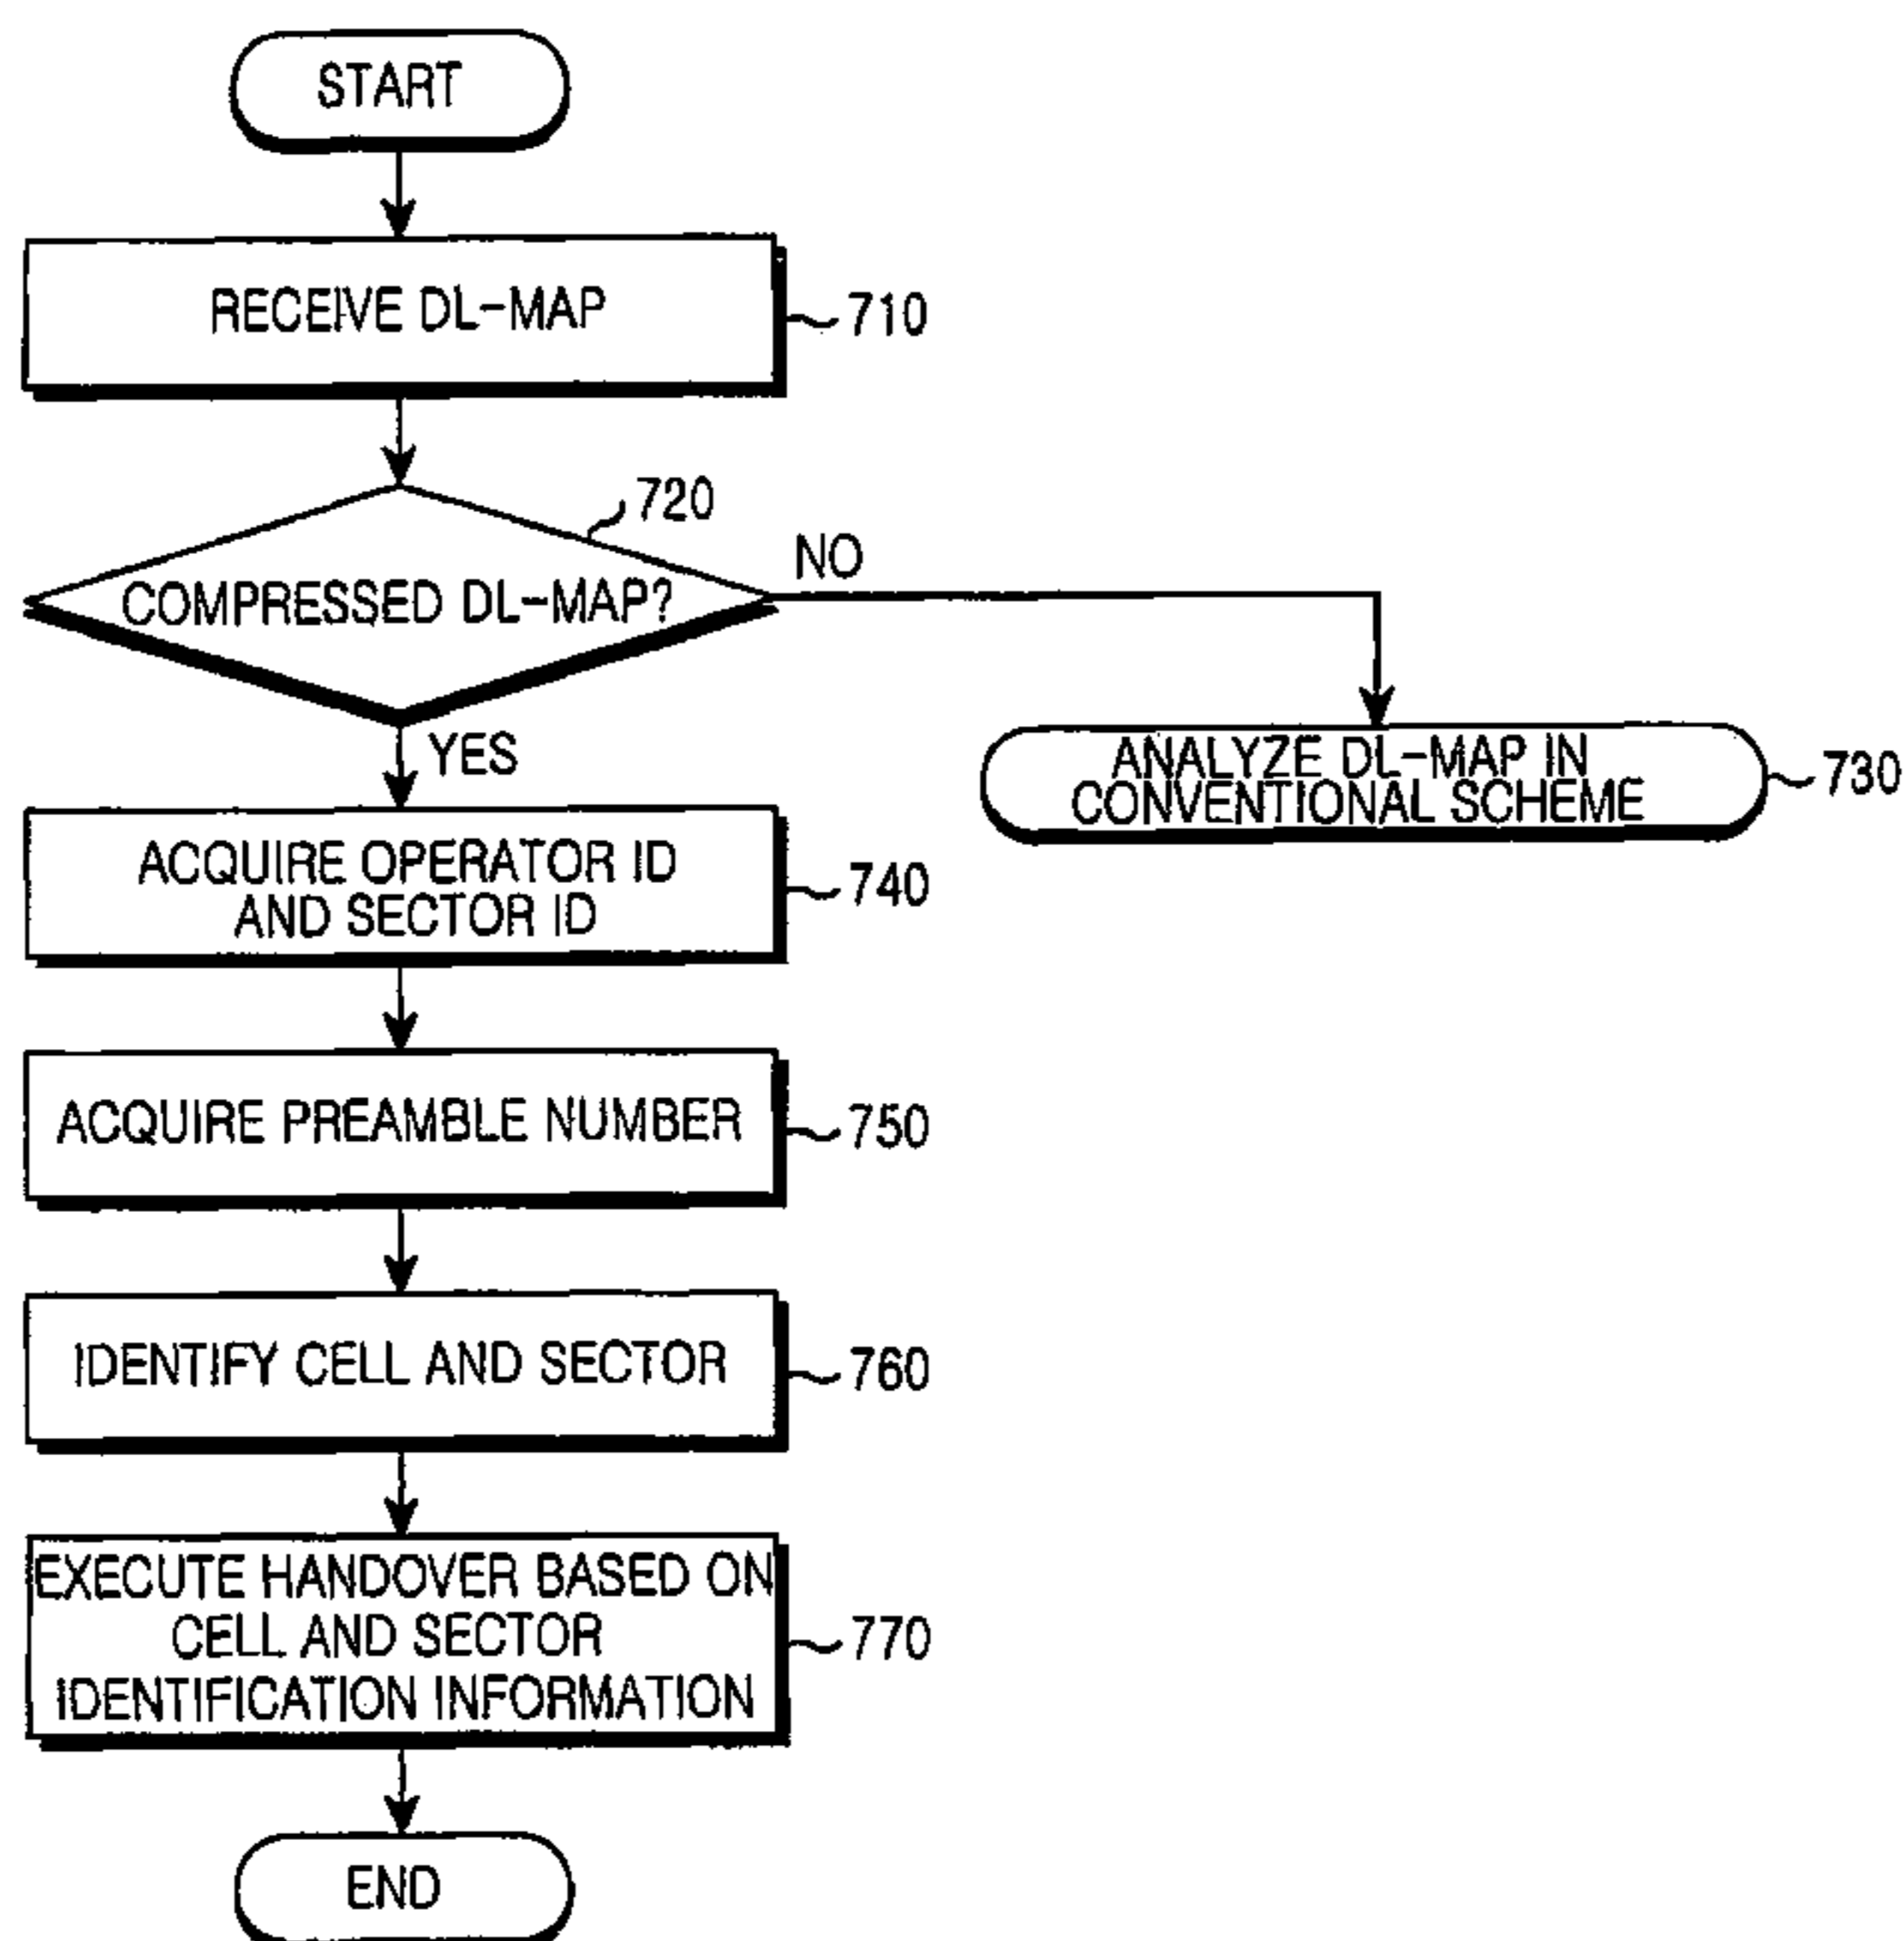 START
RECEIVE DL-MAP
710
720
COMPRESSED DL-MAP?
NO
YES
ANALYZE DL-MAP IN
CONVENTIONAL SCHEME
730
ACQUIRE OPERATOR ID
AND SECTOR ID
740
ACQUIRE PREAMBLE NUMBER
750
IDENTIFY CELL AND SECTOR
760
EXECUTE HANDOVER BASED ON
CELL AND SECTOR
IDENTIFICATION INFORMATION
770
END